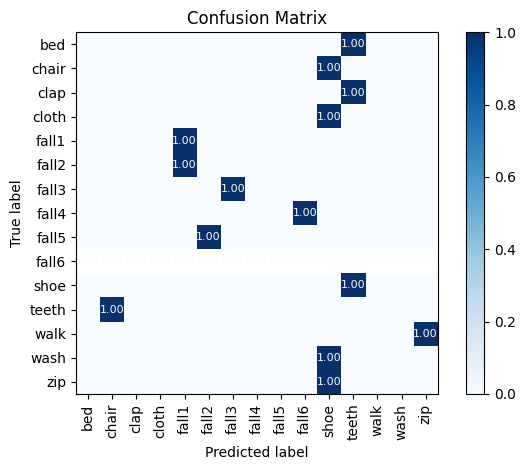 Confusion Matrix
bed
chair
clap
cloth
fall1
fall2
fall3
fall4
fall5
fall6
shoe
teeth
walk
wash
zip
True label
1.00
1.00
1.00
1.00
1.00
1.00
1.00
1.00
1.00
1.00
1.00
1.00
1.00
1.00
bed
chair
clap
cloth
fall1
fall2
fall3
fall4
fall5
fall6
shoe
teeth
walk
wash
zip
Predicted label
1.0
0.8
0.6
0.4
0.2
0.0